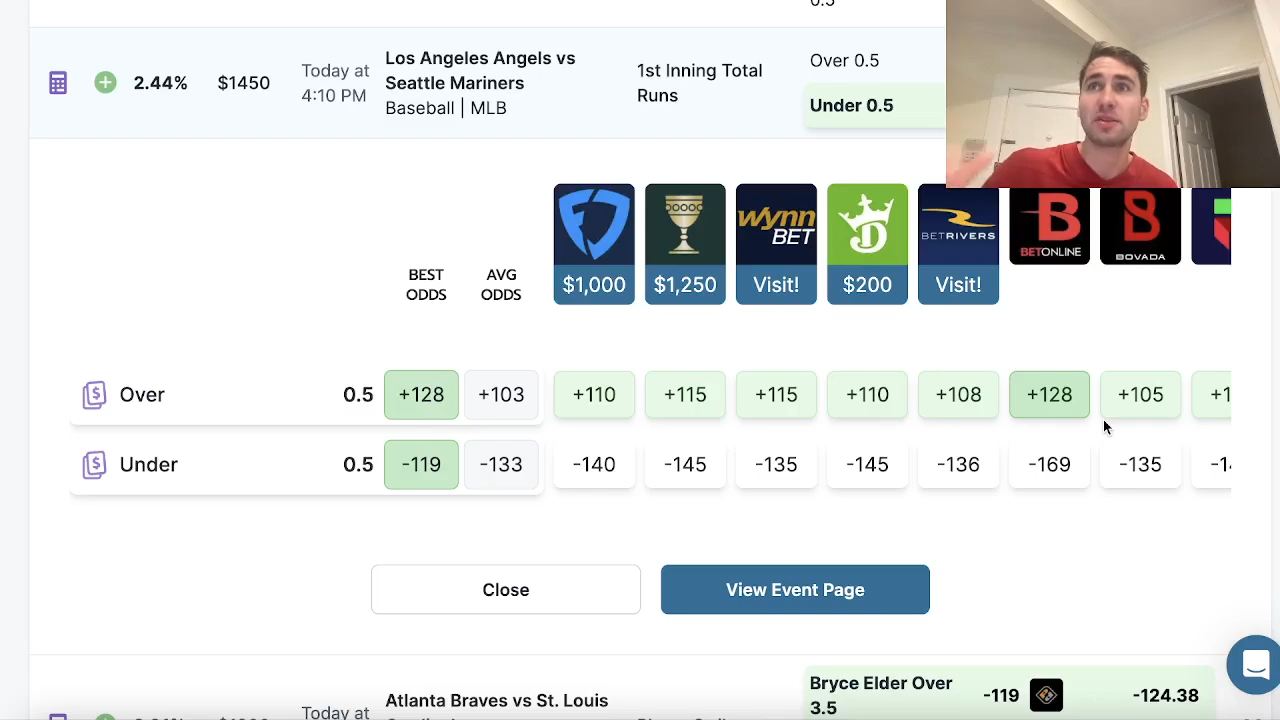 0.5
2.44%
$1450
Today at
4:10 PM
Los Angeles Angels vs
Seattle Mariners
Baseball | MLB
1st Inning Total
Runs
Over 0.5
Under 0.5
BEST
ODDS
AVG
ODDS
$1,000
$1,250
WYNN
BET
Visit!
$200
BETRIVERS
Visit!
B
BETONLINE
B
BOVADA
Over 0.5 +128 +103 +110 +115 +115 +110 +108 +128 +105
Under 0.5 -119 -133 -140 -145 -135 -145 -136 -169 -135
Close
View Event Page
Atlanta Braves vs St. Louis
Today at
Bryce Elder Over
3.5
-119
-124.38